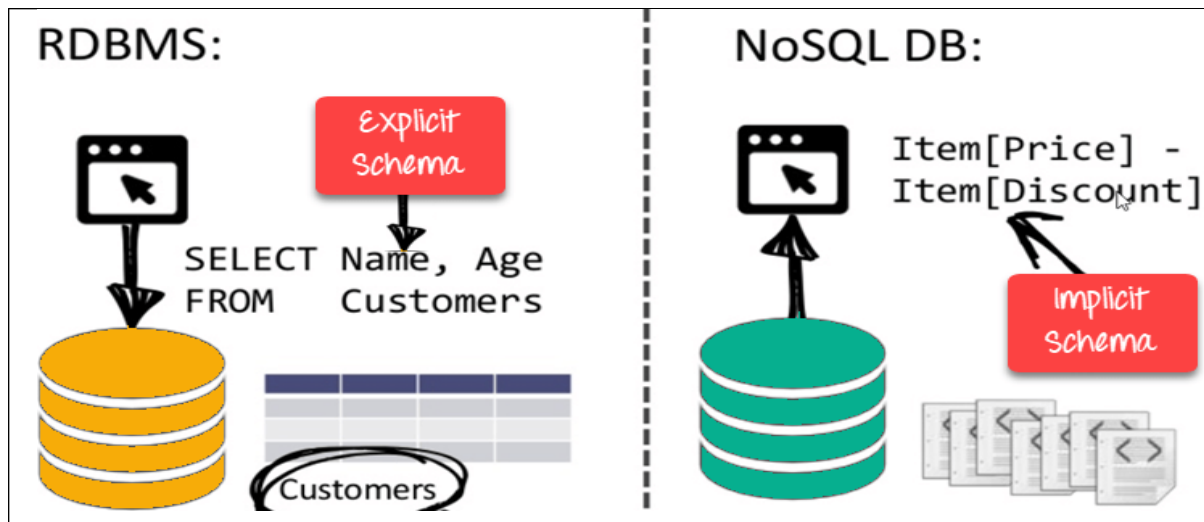 RDBMS:
Explicit
Schema
SELECT Name, Age
FROM Customers
Customers
NoSQL DB:
Item[Price] -
Item[Discount]
Implicit
Schema